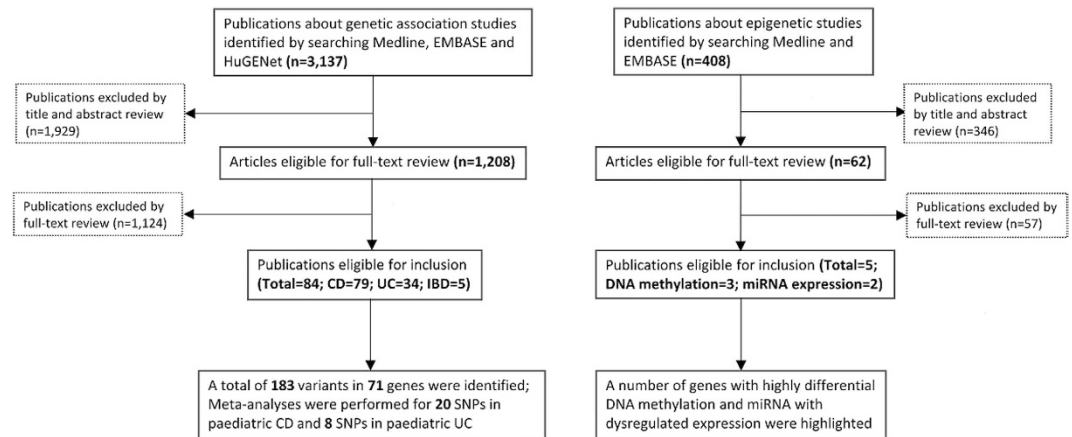 Publications about genetic association studies
identified by searching Medline, EMBASE and
HuGENet (n=3,137)
Publications excluded by
title and abstract review
(n=1,929)
Articles eligible for full-text review (n=1,208)
Publications excluded by
full-text review (n=1,124)
Publications eligible for inclusion
(Total=84; CD=79; UC=34; IBD=5)
A total of 183 variants in 71 genes were identified;
Meta-analyses were performed for 20 SNPs in
paediatric CD and 8 SNPs in paediatric UC
Publications about epigenetic studies
identified by searching Medline and
EMBASE (n=408)
Publications excluded
by title and abstract
review (n=346)
Articles eligible for full-text review (n=62)
Publications excluded by
full-text review (n=57)
Publications eligible for inclusion (Total=5;
DNA methylation=3; miRNA expression=2)
A number of genes with highly differential
DNA methylation and miRNA with
dysregulated expression were highlighted